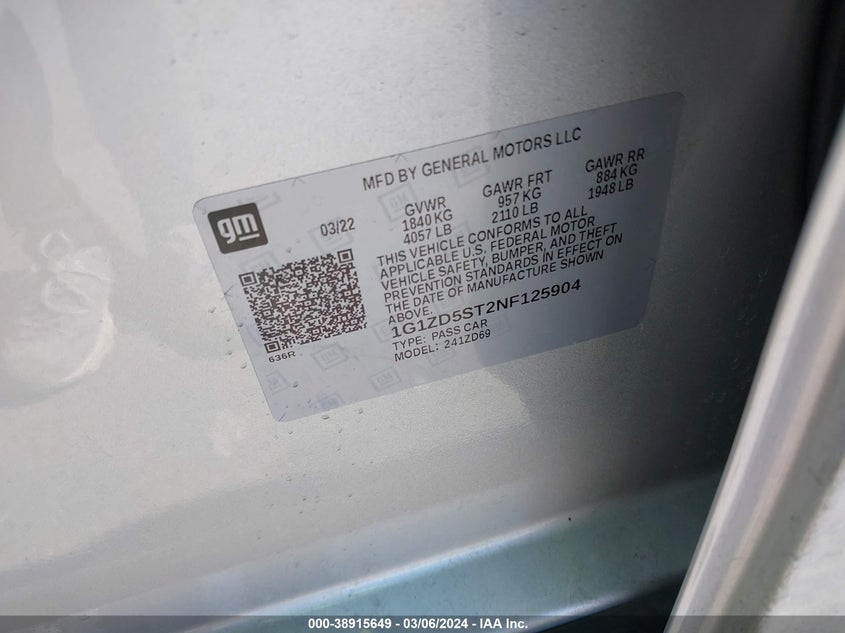 MFD BY GENERAL MOTORS LLC
gm
03/22
GVWR
1840 KG
4057 LB
GAWR FRT
957 KG
2110 LB
GAWR RR
884 KG
1948 LB
THIS VEHICLE CONFORMS TO ALL
APPLICABLE U.S. FEDERAL MOTOR
VEHICLE SAFETY, BUMPER, AND THEFT
PREVENTION STANDARDS IN EFFECT ON
THE DATE OF MANUFACTURE SHOWN
1G1ZD5ST2NF125904
TYPE: PASS CAR
MODEL: 241ZD69
636R
000-38915649 - 03/06/2024 - IAA Inc.